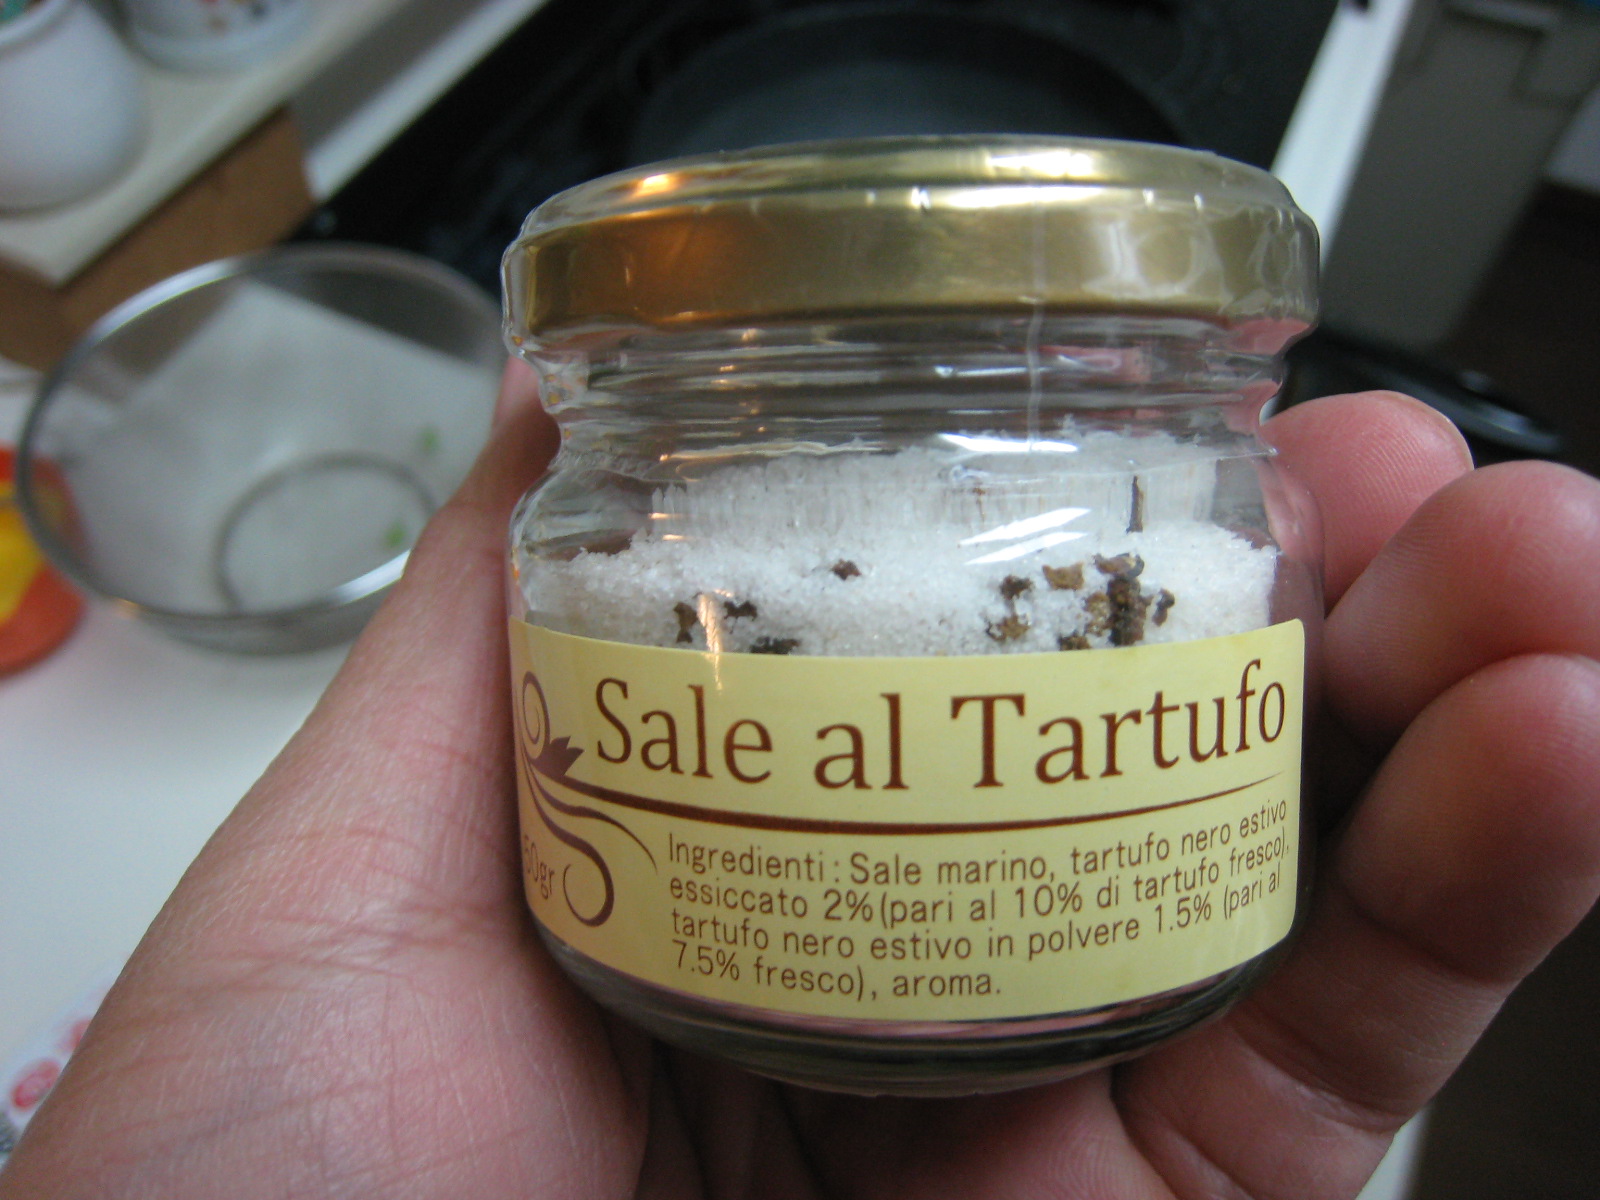 Sale al Tartufo
50gr
Ingredienti: Sale marino, tartufo nero estivo
essiccato 2%(pari al 10% di tartufo fresco),
tartufo nero estivo in polvere 1.5% (pari al
7.5% fresco), aroma.